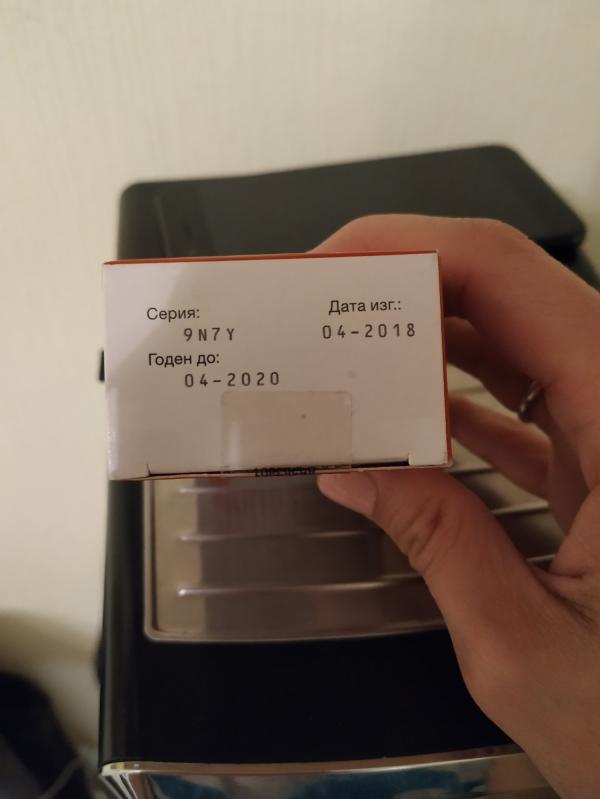 Серия:
Дата изг.:
9N7Y
04-2018
Годен до:
04-2020